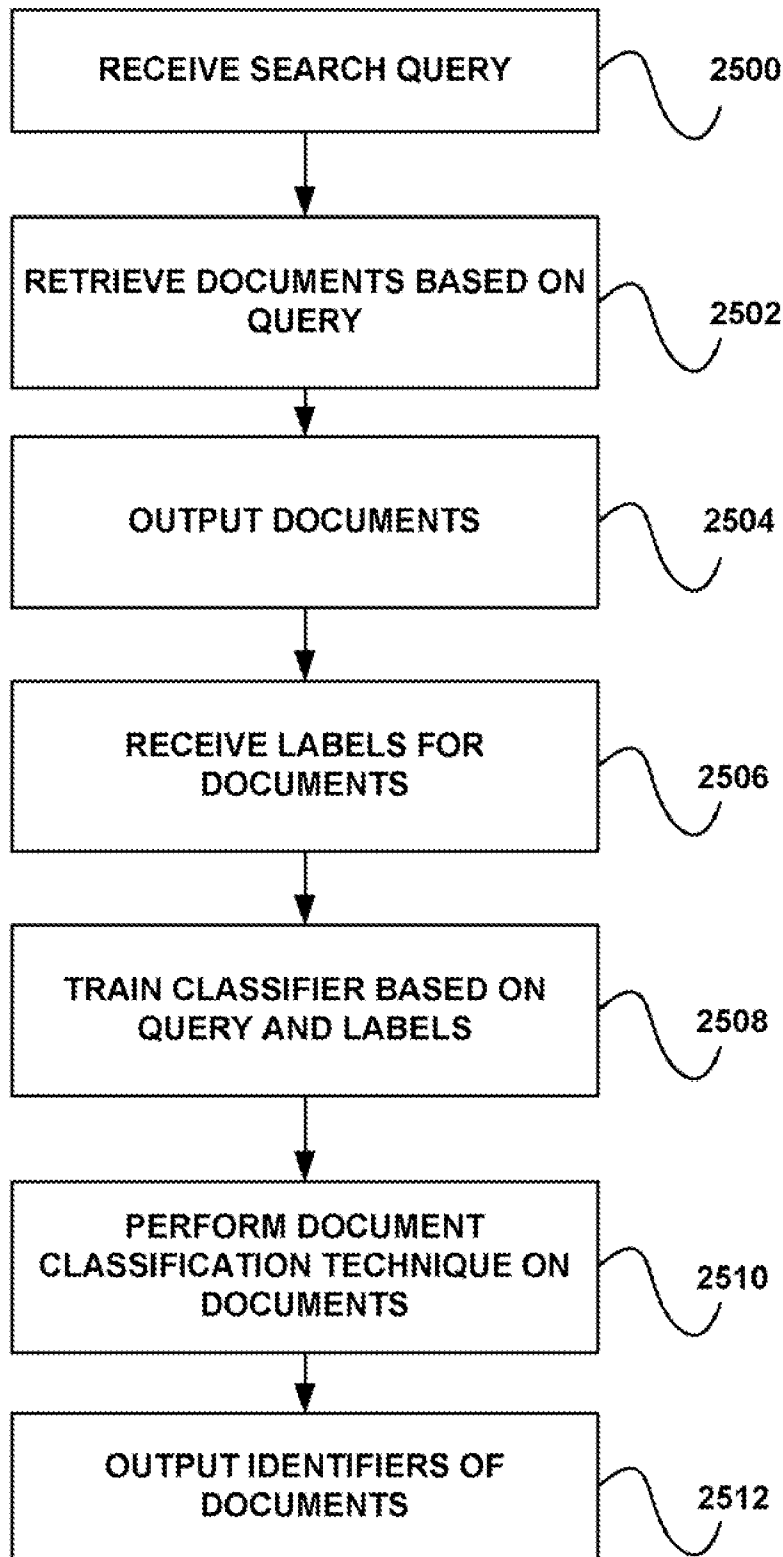 RECEIVE SEARCH QUERY
2500
RETRIEVE DOCUMENTS BASED ON
QUERY
2502
OUTPUT DOCUMENTS
2504
RECEIVE LABELS FOR
DOCUMENTS
2506
TRAIN CLASSIFIER BASED ON
QUERY AND LABELS
2508
PERFORM DOCUMENT
CLASSIFICATION TECHNIQUE ON
DOCUMENTS
2510
OUTPUT IDENTIFIERS OF
DOCUMENTS
2512